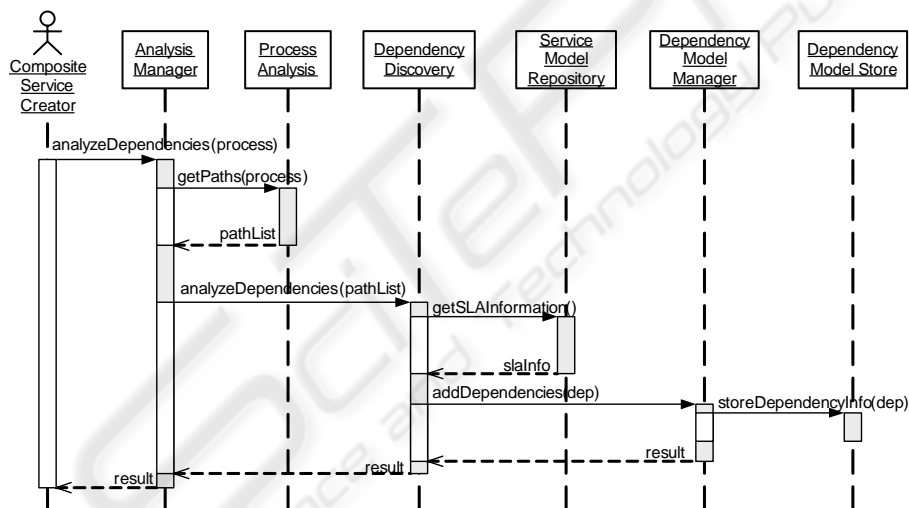 Composite
Service
Creator
Analysis
Manager
Process
Analysis
Dependency
Discovery
Service
Model
Repository
Dependency
Model
Manager
Dependency
Model Store
analyzeDependencies(process)
getPaths(process)
pathList
analyzeDependencies(pathList)
getSLAInformation()
slaInfo
addDependencies(dep)
storeDependencyInfo(dep)
result
result
result